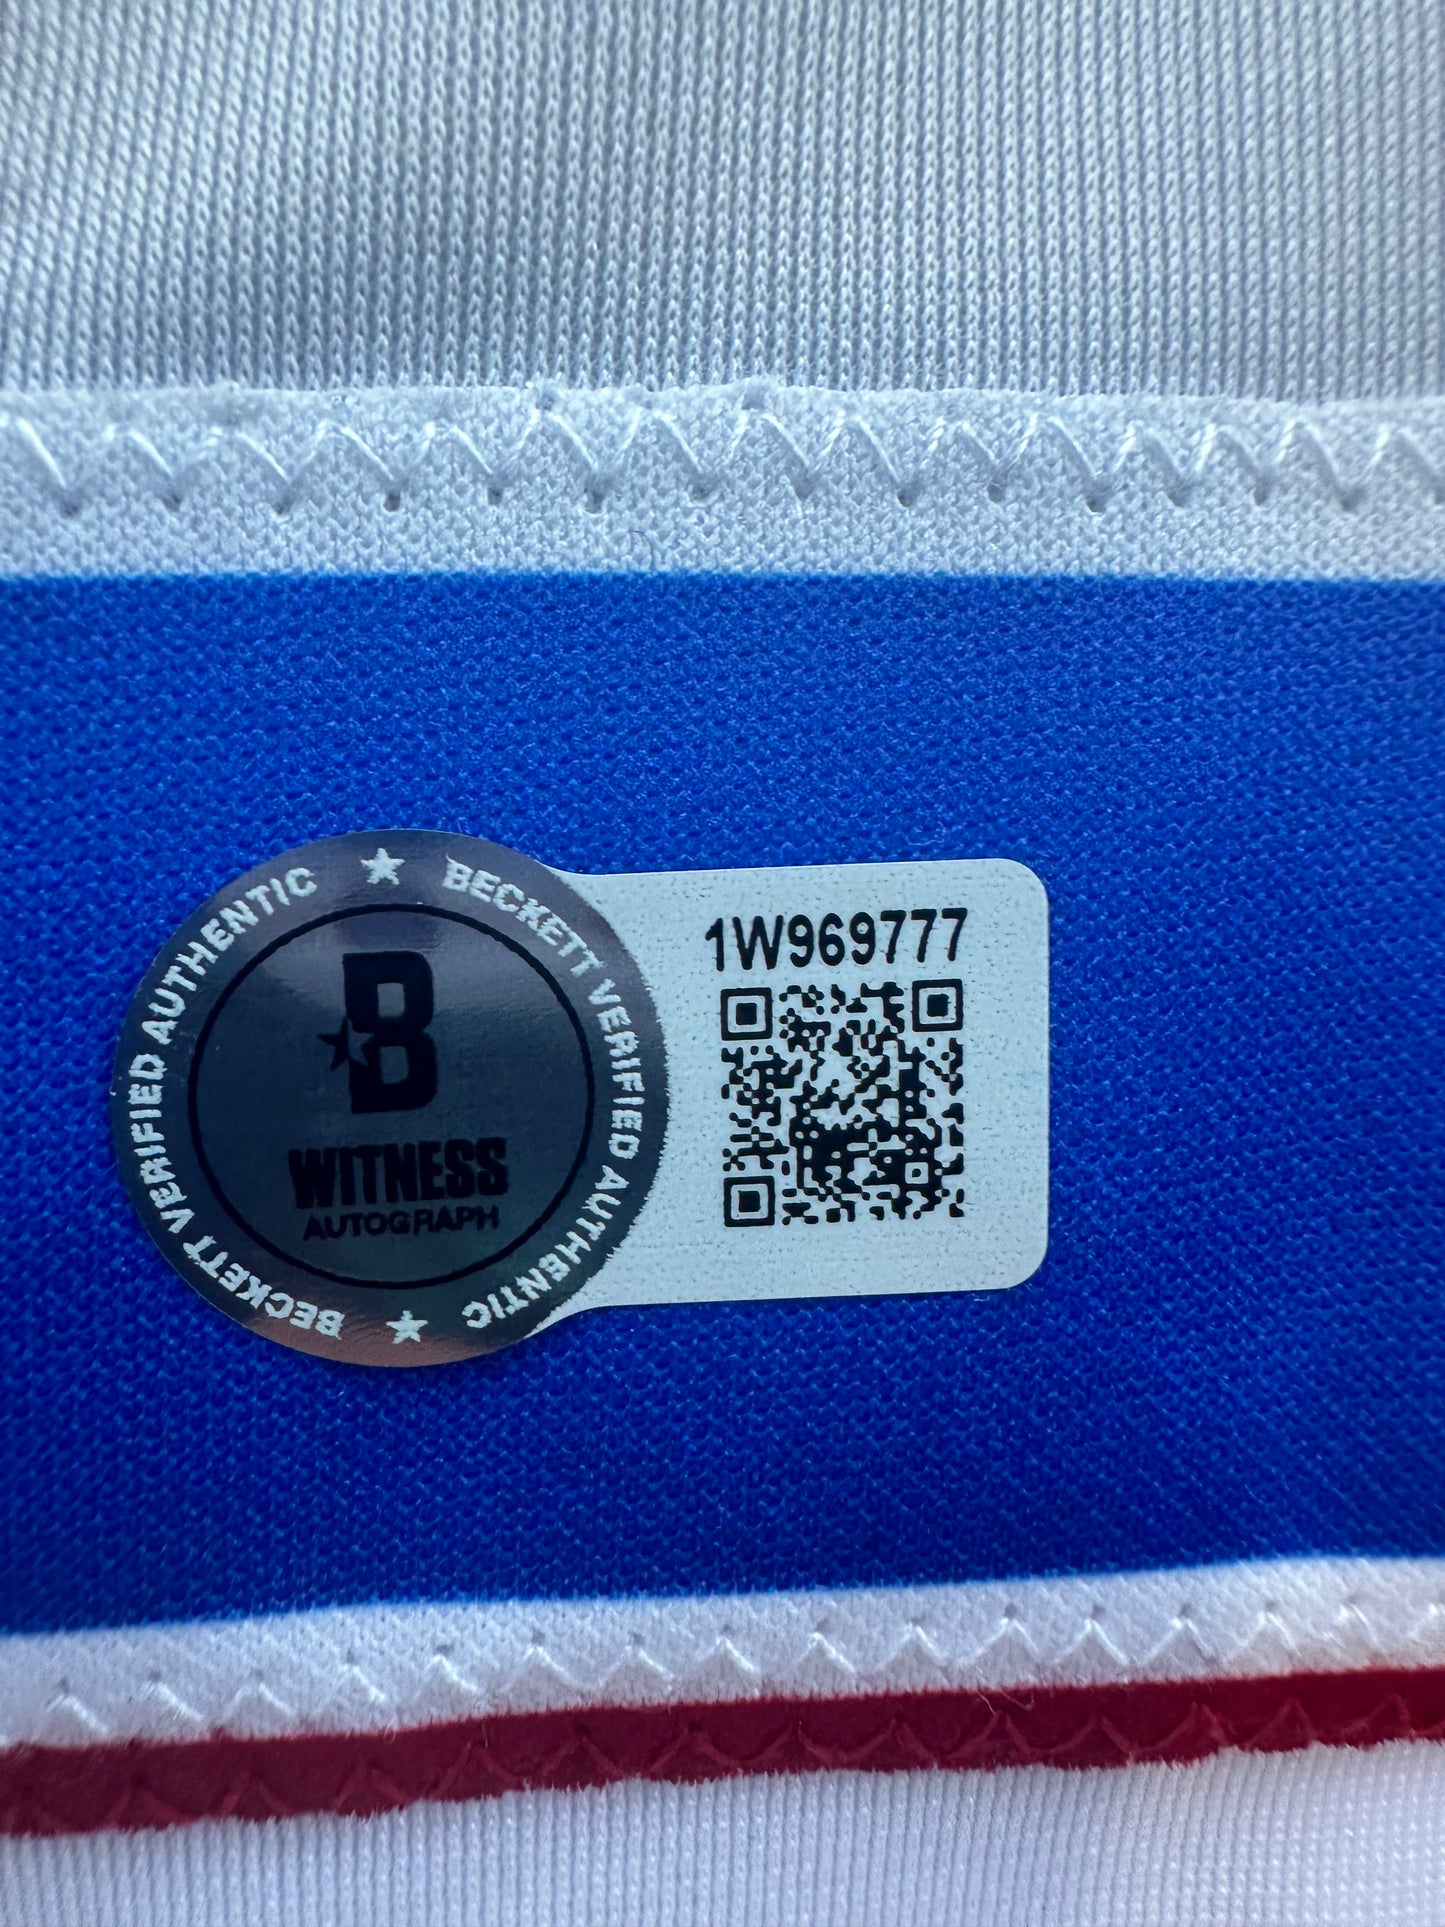 BECKETT VERIFIED AUTHENTIC ★ BECKETT VERIFIED AUTHENTIC ★
B
WITNESS
AUTOGRAPH
1W969777